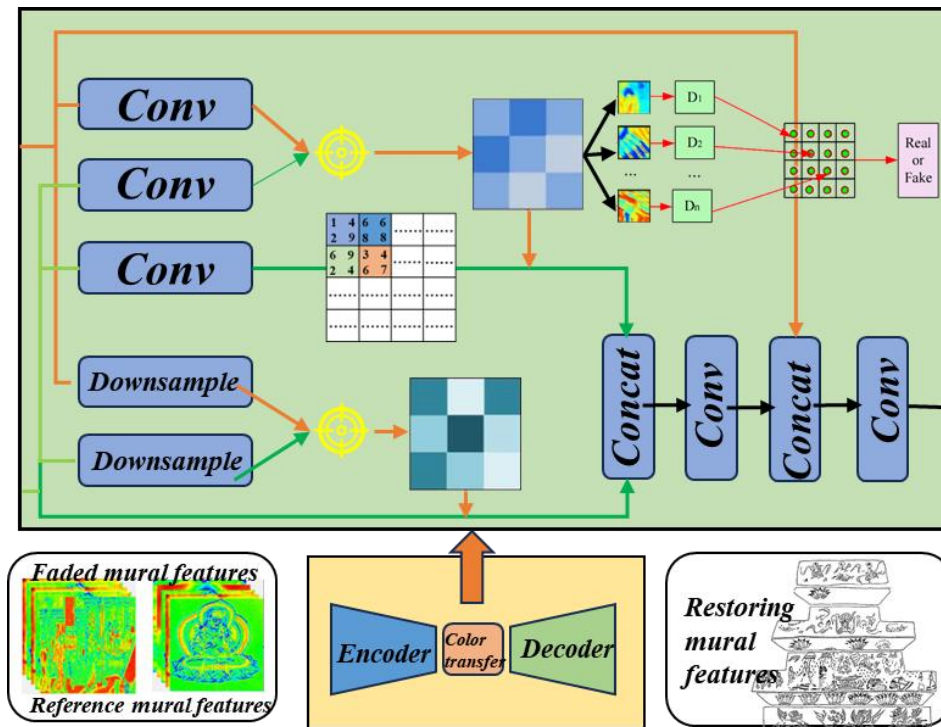 Conv
Conv
Conv
Downsample
Downsample
1 4 6 6
2 9 8 8
6 9 3 4
2 4 6 7
D1
D2
...
...
Dn
Real
or
Fake
Concat
Conv
Concat
Conv
Faded mural features
Reference mural features
Encoder
Color
transfer
Decoder
Restoring
mural
features